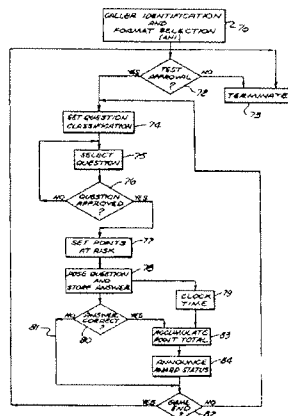 CALLER IDENTIFICATION
AND
FORMAT SELECTION
(ANI)
70
YES
TEST
APPROVAL
?
NO
72
TERMINATE
73
SET QUESTION
CLASSIFICATION
74
SELECT
QUESTION
75
76
NO
QUESTION
APPROVED
?
YES
SET POINTS
AT RISK
77
78
POSE QUESTION
AND
STORE ANSWER
CLOCK
TIME
79
81
NO
ANSWER
CORRECT
?
YES
80
ACCUMULATE
POINT TOTAL
83
ANNOUNCE
AWARD STATUS
84
YES
GAME
END
?
NO
82